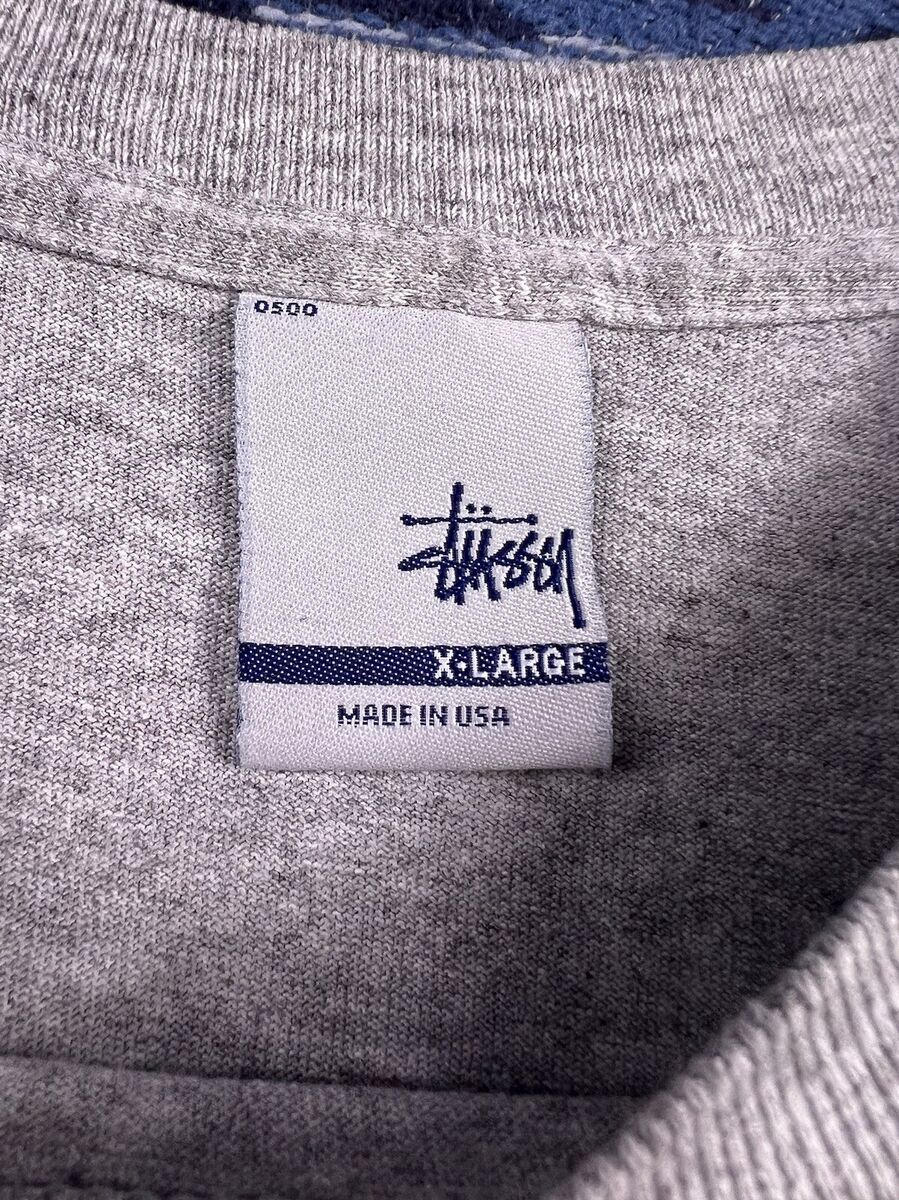 0500
stüssy
X-LARGE
MADE IN USA